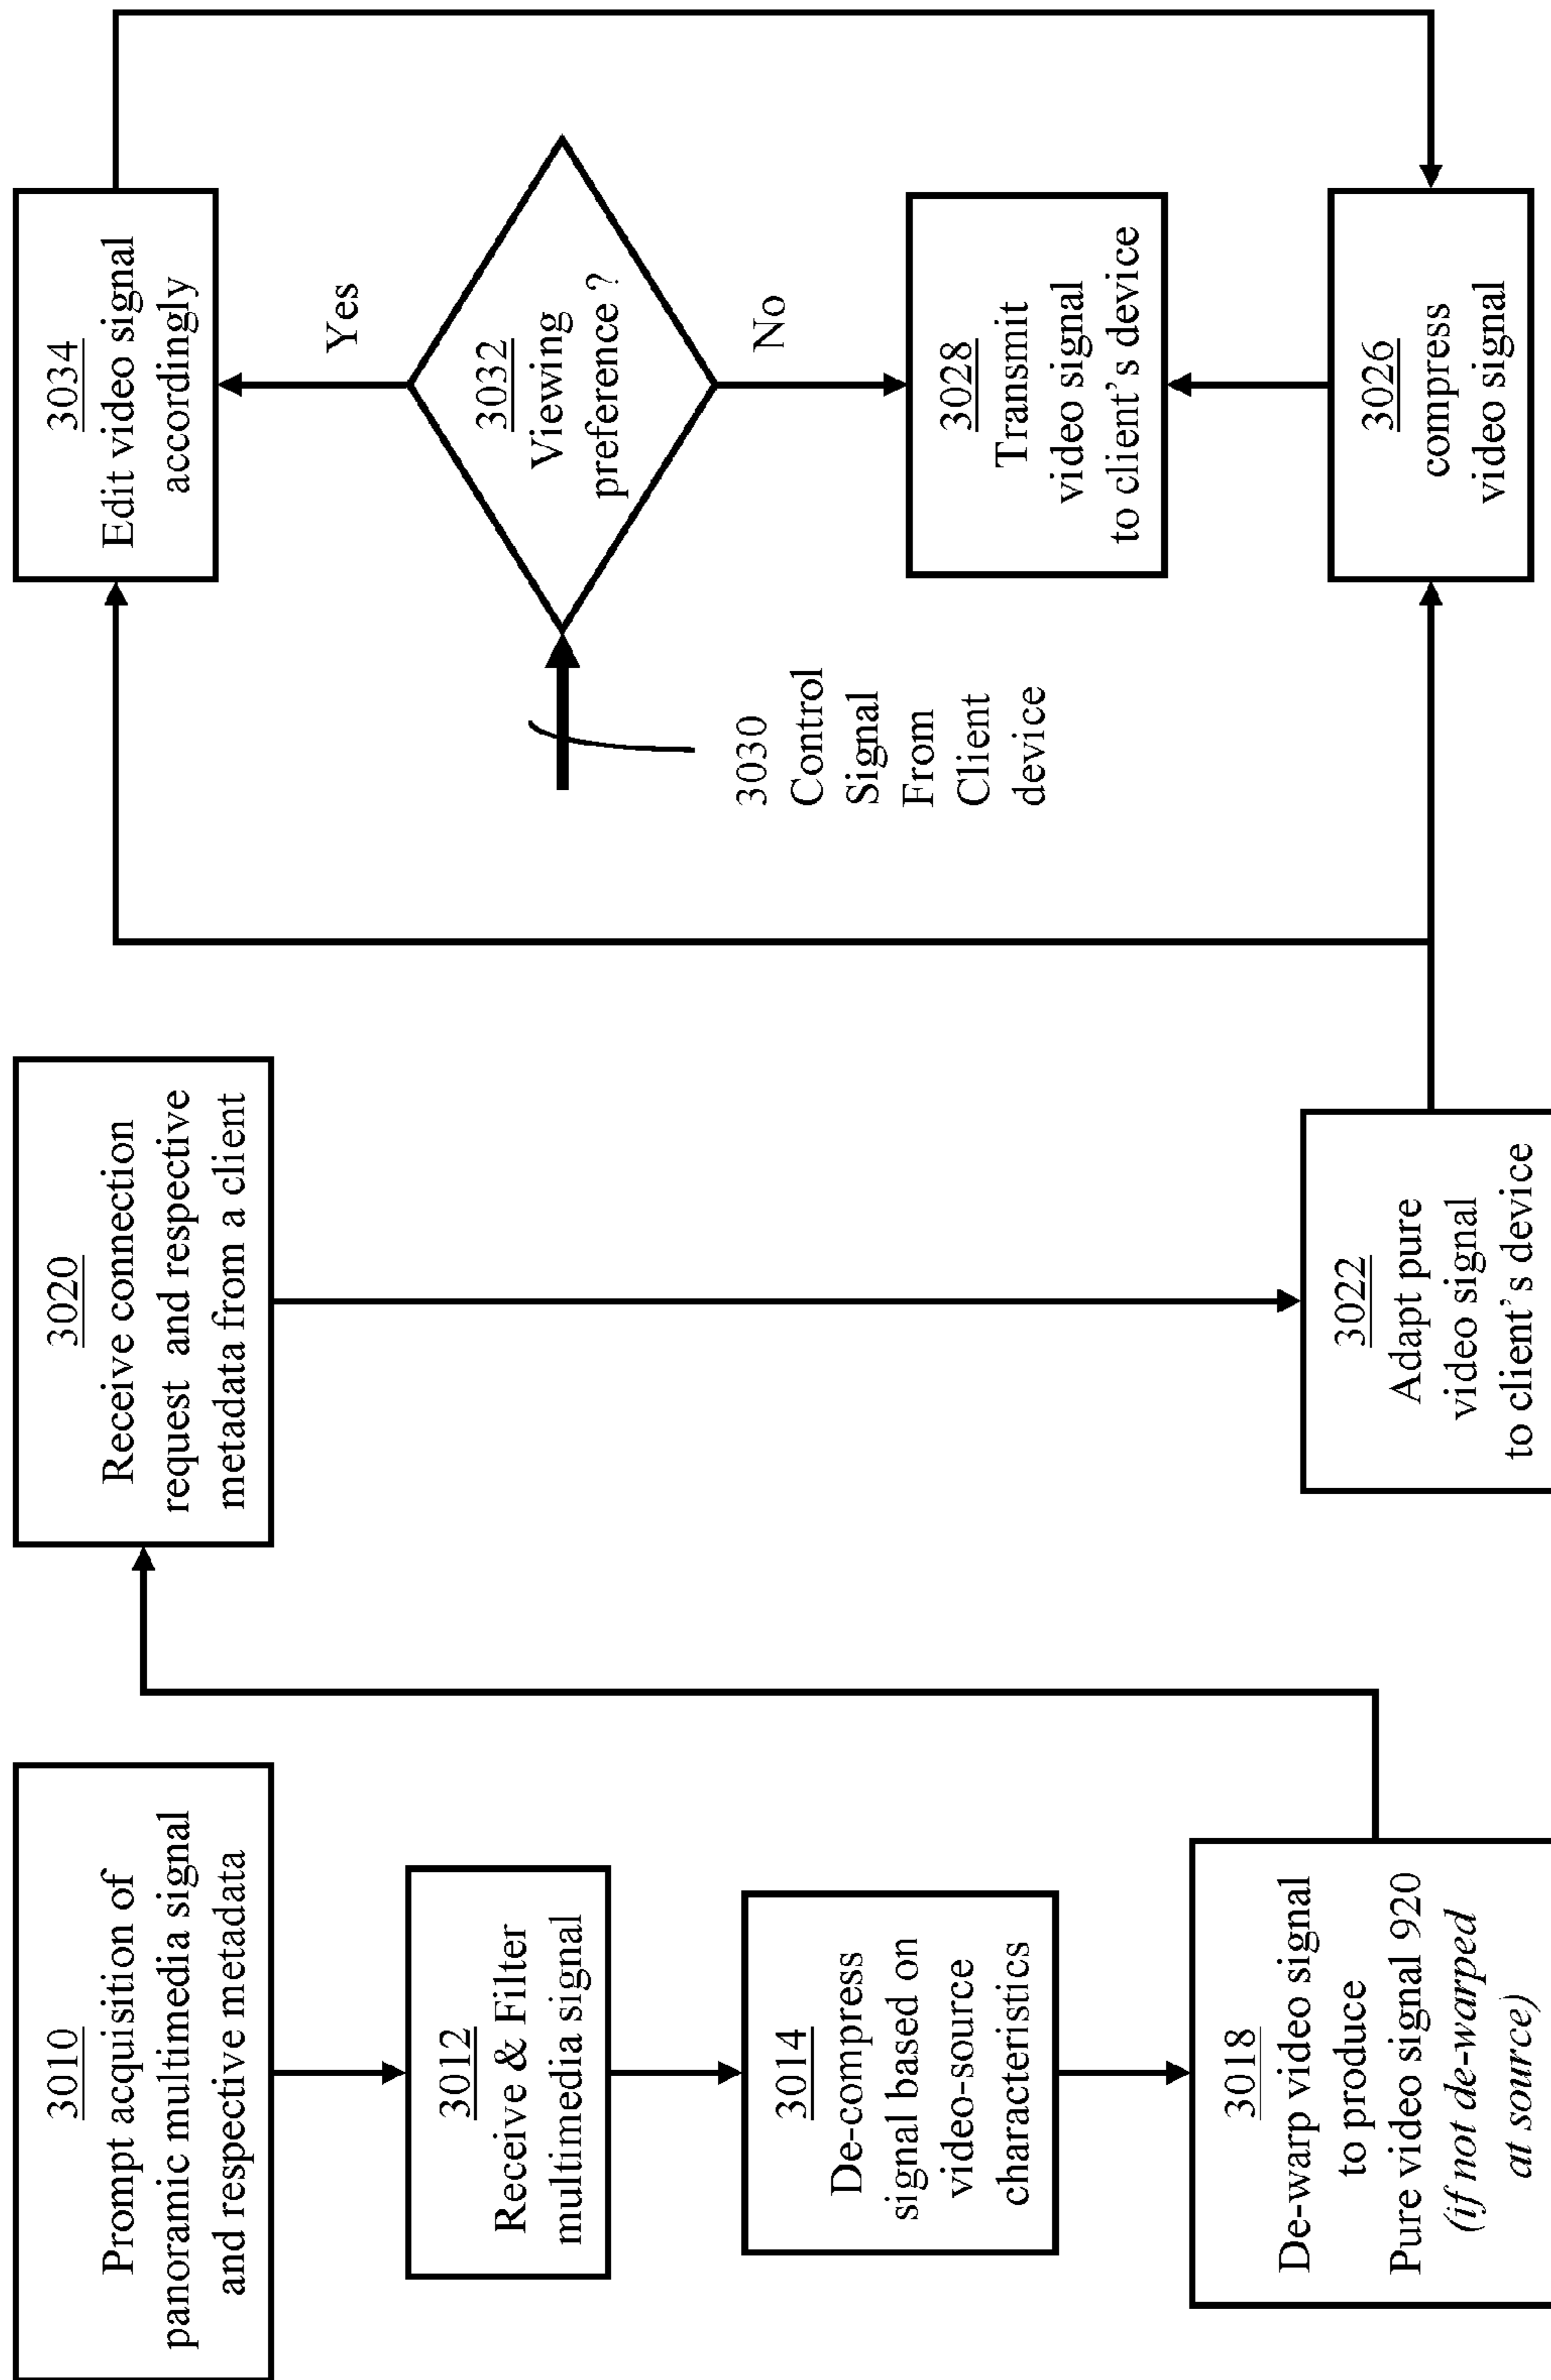 3010
Prompt acquisition of
panoramic multimedia signal
and respective metadata
3012
Receive & Filter
multimedia signal
3014
De-compress
signal based on
video-source
characteristics
3018
De-warp video signal
to produce
Pure video signal 920
(if not de-warped
at source)
3020
Receive connection
request and respective
metadata from a client
3022
Adapt pure
video signal
to client's device
3034
Edit video signal
accordingly
Yes
3032
Viewing
preference ?
No
3030
Control
Signal
From
Client
device
3028
Transmit
video signal
to client's device
3026
compress
video signal